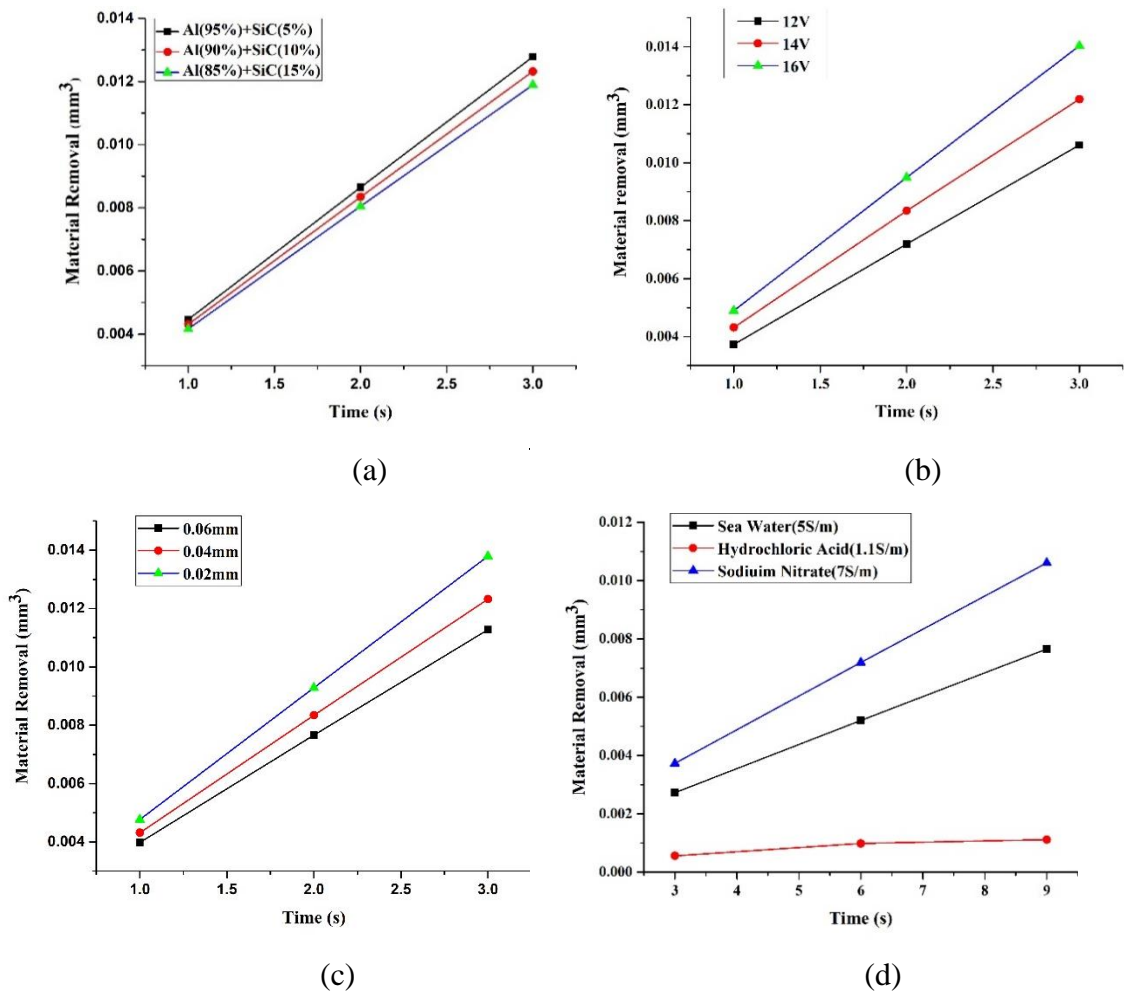 Al(95%)+SiC(5%)
Al(90%)+SiC(10%)
Al(85%)+SiC(15%)
0.014
0.012
0.010
0.008
0.006
0.004
Material Removal (mm³)
1.0 1.5 2.0 2.5 3.0
Time (s)
(a)
12V
14V
16V
0.014
0.012
0.010
0.008
0.006
0.004
Material removal (mm³)
1.0 1.5 2.0 2.5 3.0
Time (s)
(b)
0.06mm
0.04mm
0.02mm
0.014
0.012
0.010
0.008
0.006
0.004
Material Removal (mm³)
1.0 1.5 2.0 2.5 3.0
Time (s)
(c)
Sea Water(5S/m)
Hydrochloric Acid(1.1S/m)
Sodiuim Nitrate(7S/m)
0.012
0.010
0.008
0.006
0.004
0.002
0.000
Material Removal (mm³)
3 4 5 6 7 8 9
Time (s)
(d)